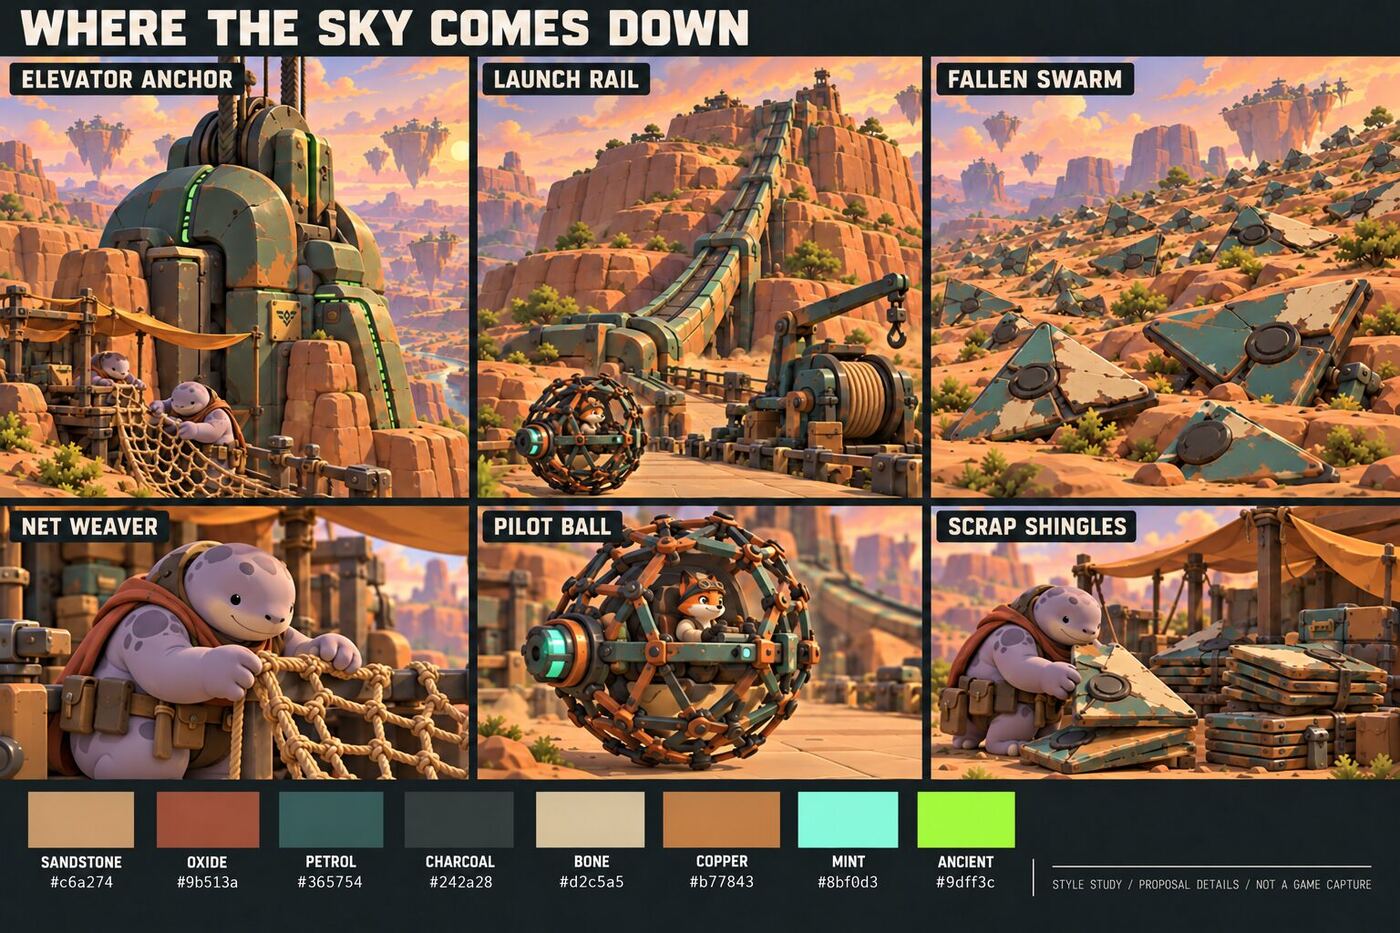 WHERE THE SKY COMES DOWN
ELEVATOR ANCHOR
LAUNCH RAIL
FALLEN SWARM
NET WEAVER
PILOT BALL
SCRAP SHINGLES
SANDSTONE
#c6a274
OXIDE
#9b513a
PETROL
#365754
CHARCOAL
#242a28
BONE
#d2c5a5
COPPER
#b77843
MINT
#8bf0d3
ANCIENT
#9dff3c
STYLE STUDY / PROPOSAL DETAILS / NOT A GAME CAPTURE